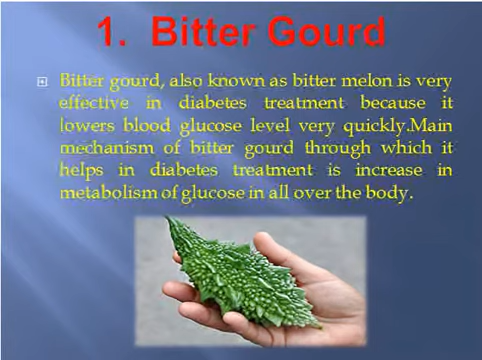 1. Bitter Gourd
Bitter gourd, also known as bitter melon is very
effective in diabetes treatment because it
lowers blood glucose level very quickly.Main
mechanism of bitter gourd through which it
helps in diabetes treatment is increase in
metabolism of glucose in all over the body.